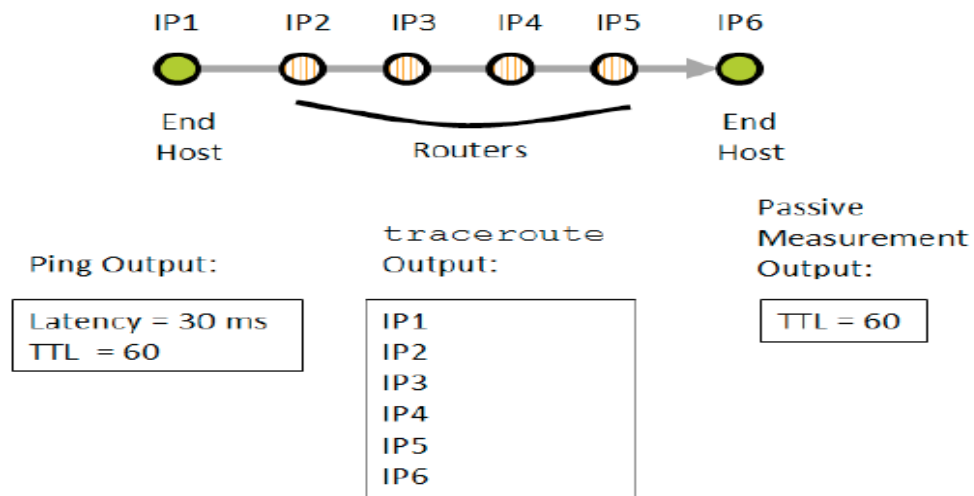 IP1 IP2 IP3 IP4 IP5 IP6
End
Host
Routers
End
Host
Ping Output:
Latency = 30 ms
TTL = 60
traceroute
Output:
IP1
IP2
IP3
IP4
IP5
IP6
Passive
Measurement
Output:
TTL = 60